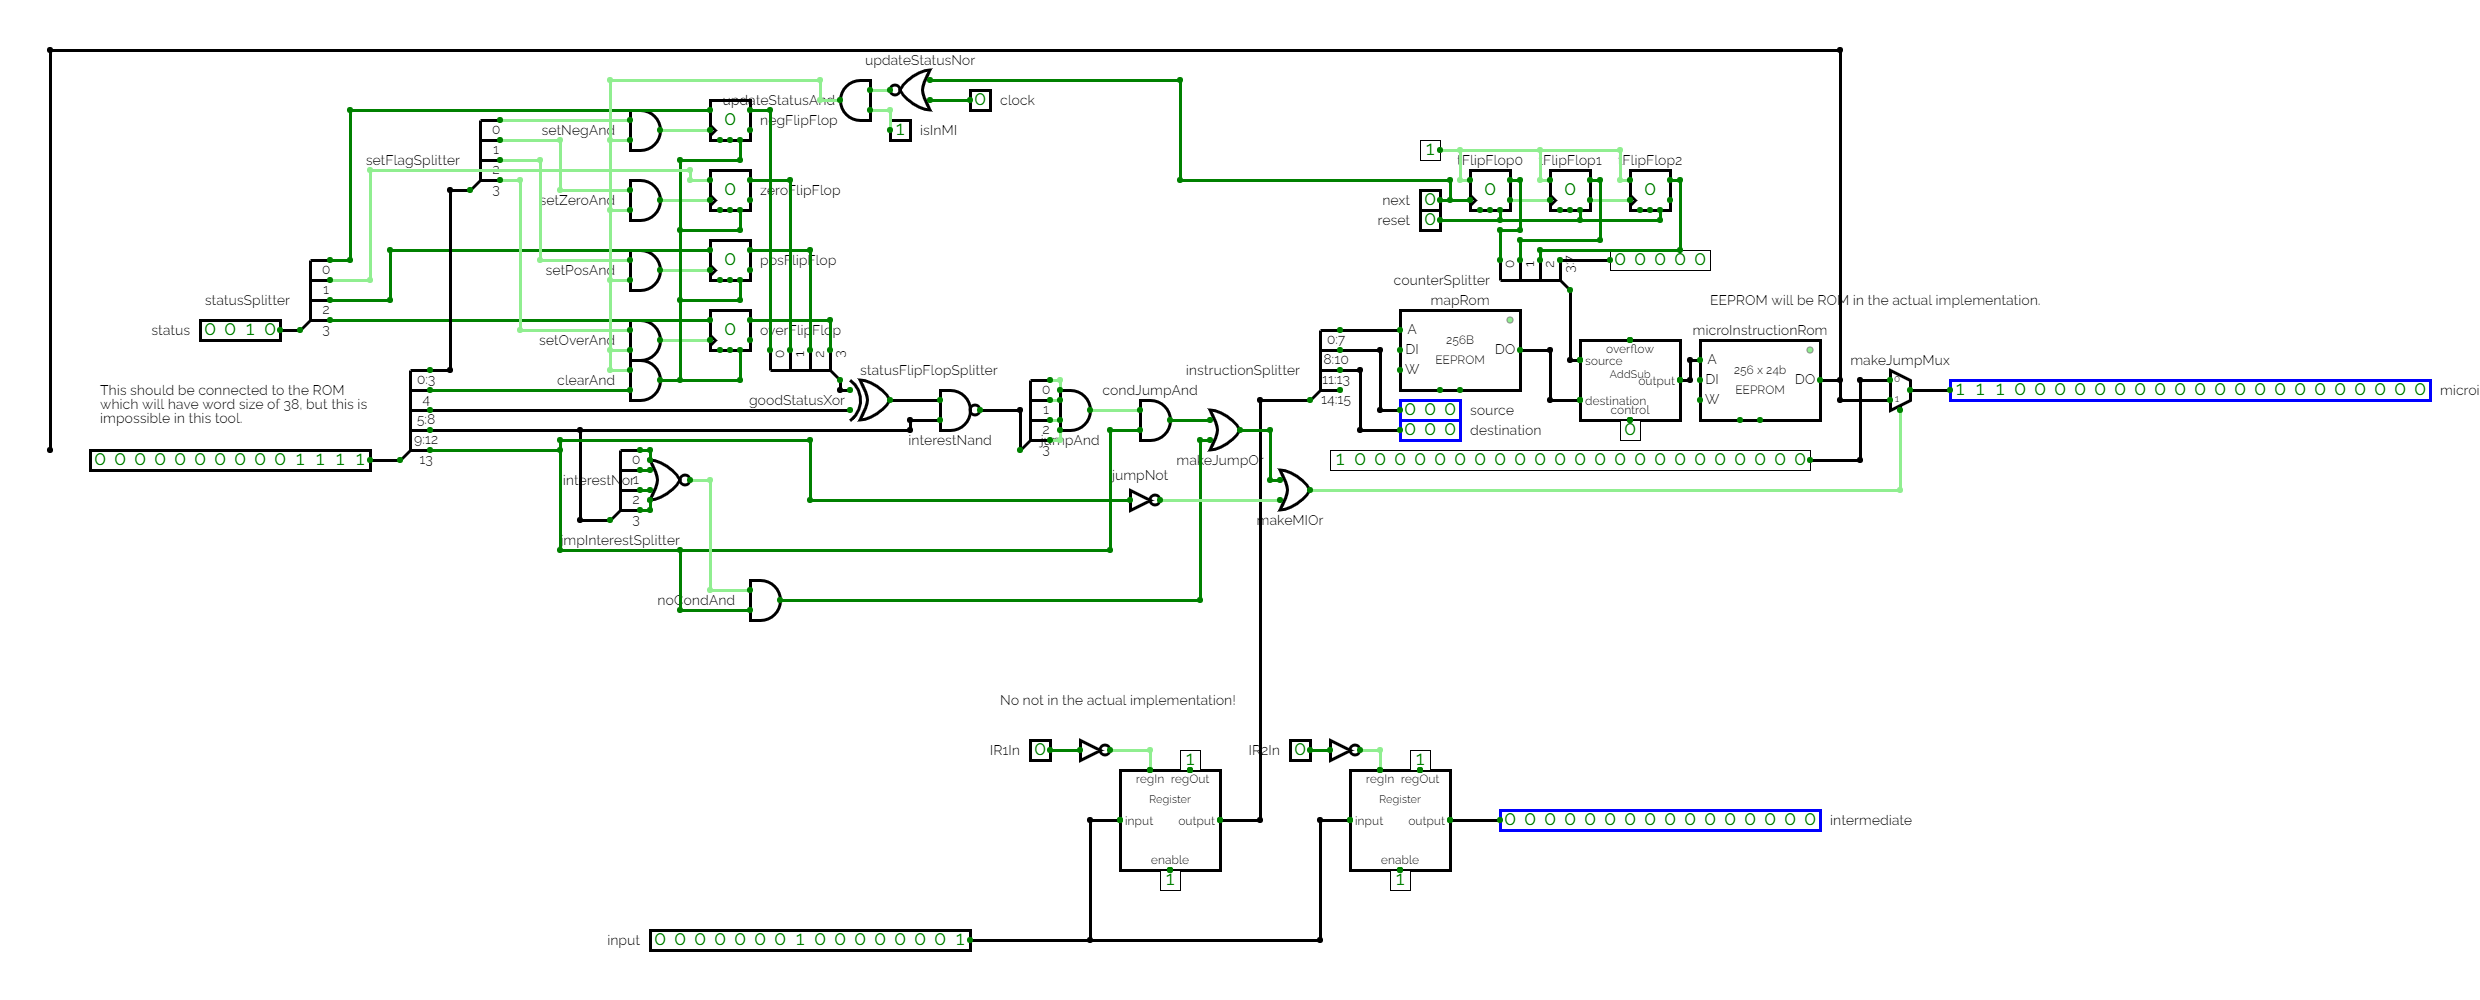 updateStatusNor
updateStatusAnd
0 clock
1 isInMI
0 negFlipFlop
setNegAnd
setFlagSplitter
0
1
2
3
0 zeroFlipFlop
setZeroAnd
0 posFlipFlop
setPosAnd
0 overFlipFlop
setOverAnd
clearAnd
statusSplitter
0
1
2
3
status 0 0 1 0
0 1 2 3
statusFlipFlopSplitter
goodStatusXor
interestNand
This should be connected to the ROM
which will have word size of 38, but this is
impossible in this tool.
0 0 0 0 0 0 0 0 0 0 1 1 1 1
0:3
4
5:8
9:12
13
interestNor
0
1
2
3
impInterestSplitter
noCondAnd
0
1
2
3
jumpAnd
condJumpAnd
makeJumpOr
jumpNot
makeMIOr
1
FlipFlop0
FlipFlop1
FlipFlop2
0 0 0
next 0
reset 0
0 1 2 3:7
0 0 0 0 0
counterSplitter
EEPROM will be ROM in the actual implementation.
mapRom
A
DI
W
256B
EEPROM
DO
instructionSplitter
0:7
8:10
11:13
14:15
0 0 0 source
0 0 0 destination
overflow
source
AddSub
output
destination
control
0
microInstructionRom
A
DI
W
256 x 24b
EEPROM
DO
makeJumpMux
0
1
1 1 1 0 0 0 0 0 0 0 0 0 0 0 0 0 0 0 0 0 0 0 0 0 microi
1 0 0 0 0 0 0 0 0 0 0 0 0 0 0 0 0 0 0 0 0 0 0 0
No not in the actual implementation!
IR1In 0
1
regIn regOut
Register
input output
enable
1
IR2In 0
1
regIn regOut
Register
input output
enable
1
0 0 0 0 0 0 0 0 0 0 0 0 0 0 0 0 intermediate
input 0 0 0 0 0 0 0 1 0 0 0 0 0 0 0 1